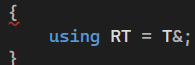 {
    using RT = T&;
}